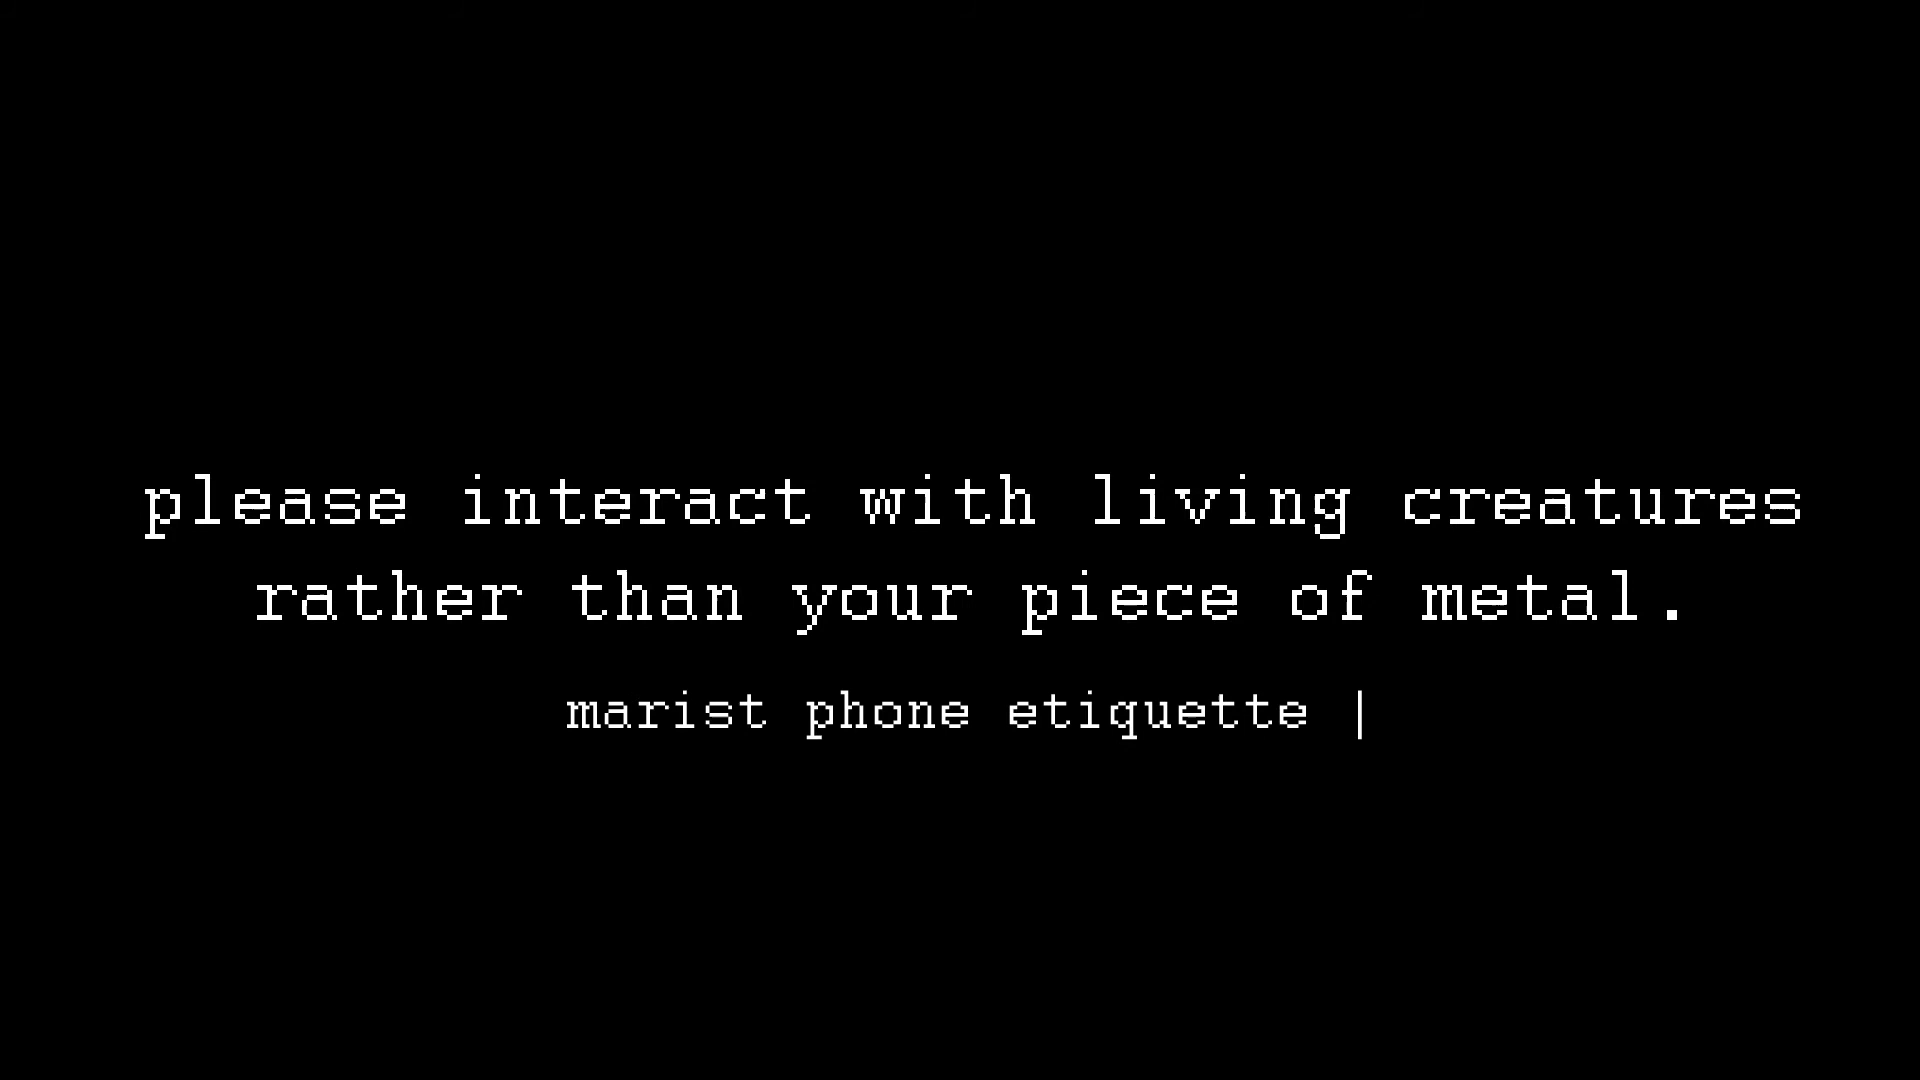 please interact with living creatures
rather than your piece of metal.
marist phone etiquette |